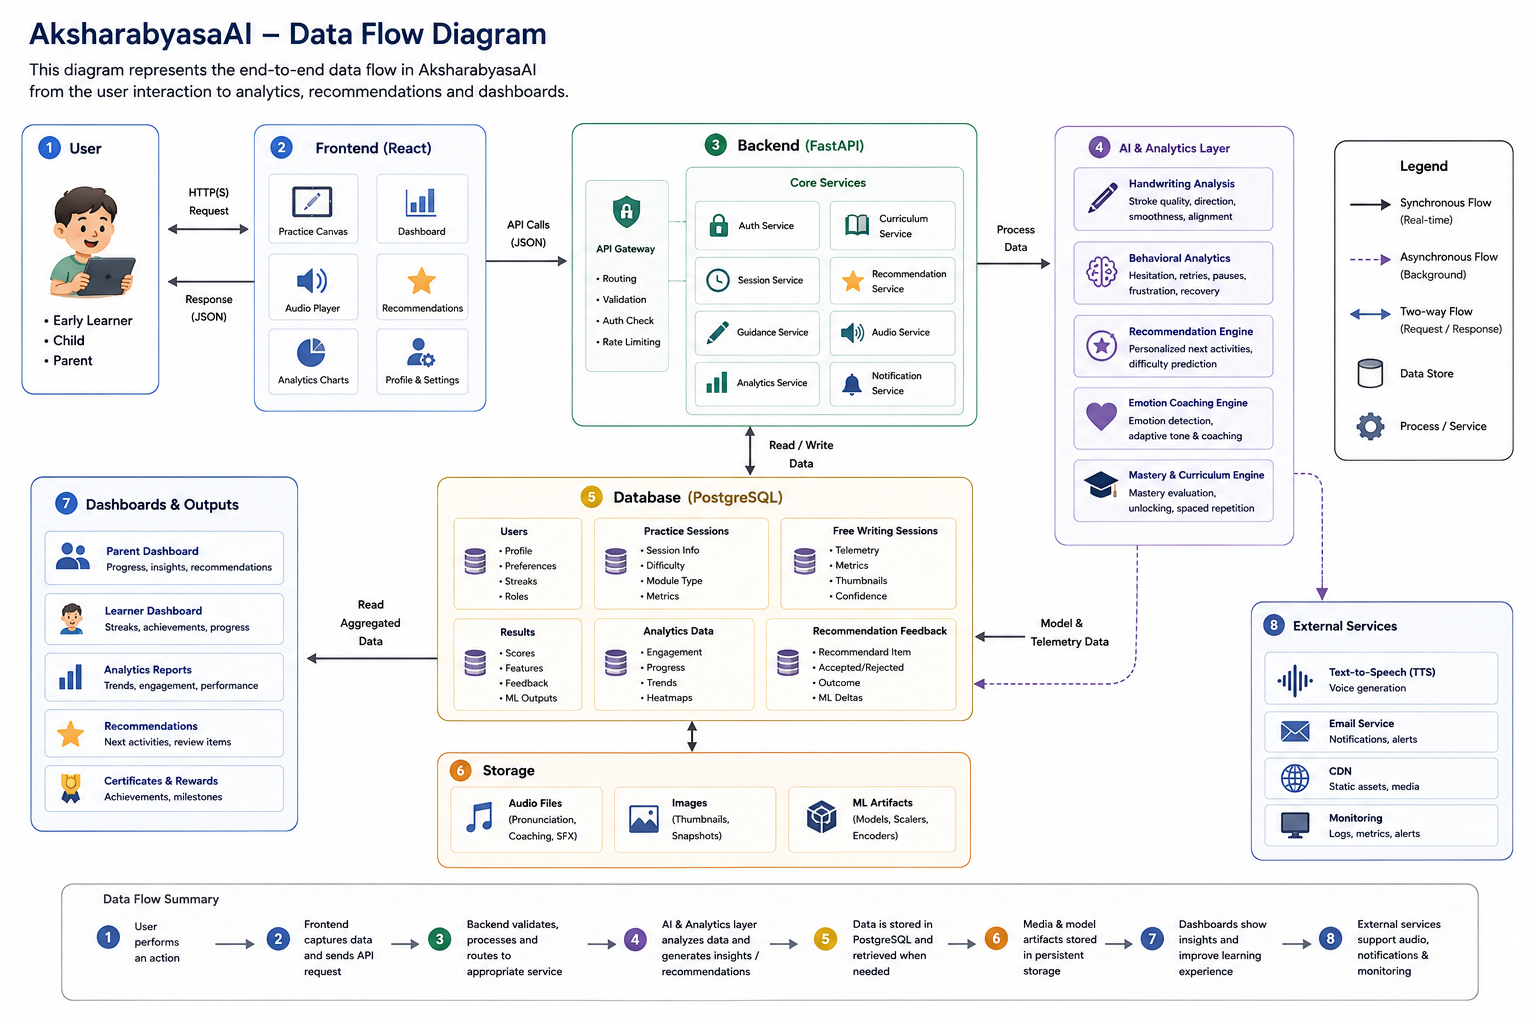 AksharabyasaAI – Data Flow Diagram
This diagram represents the end-to-end data flow in AksharabyasaAI
from the user interaction to analytics, recommendations and dashboards.
1 User
• Early Learner
• Child
• Parent
HTTP(S)
Request
Response
(JSON)
2 Frontend (React)
Practice Canvas
Dashboard
Audio Player
Recommendations
Analytics Charts
Profile & Settings
API Calls
(JSON)
3 Backend (FastAPI)
API Gateway
• Routing
• Validation
• Auth Check
• Rate Limiting
Core Services
Auth Service
Curriculum
Service
Session Service
Recommendation
Service
Guidance Service
Audio Service
Analytics Service
Notification
Service
Process
Data
4 AI & Analytics Layer
Handwriting Analysis
Stroke quality, direction,
smoothness, alignment
Behavioral Analytics
Hesitation, retries, pauses,
frustration, recovery
Recommendation Engine
Personalized next activities,
difficulty prediction
Emotion Coaching Engine
Emotion detection,
adaptive tone & coaching
Mastery & Curriculum Engine
Mastery evaluation,
unlocking, spaced repetition
Legend
Synchronous Flow
(Real-time)
Asynchronous Flow
(Background)
Two-way Flow
(Request / Response)
Data Store
Process / Service
Read / Write
Data
7 Dashboards & Outputs
Parent Dashboard
Progress, insights, recommendations
Learner Dashboard
Streaks, achievements, progress
Analytics Reports
Trends, engagement, performance
Recommendations
Next activities, review items
Certificates & Rewards
Achievements, milestones
Read
Aggregated
Data
5 Database (PostgreSQL)
Users
• Profile
• Preferences
• Streaks
• Roles
Practice Sessions
• Session Info
• Difficulty
• Module Type
• Metrics
Free Writing Sessions
• Telemetry
• Metrics
• Thumbnails
• Confidence
Results
• Scores
• Features
• Feedback
• ML Outputs
Analytics Data
• Engagement
• Progress
• Trends
• Heatmaps
Recommendation Feedback
• Recommendard Item
• Accepted/Rejected
• Outcome
• ML Deltas
Model &
Telemetry Data
6 Storage
Audio Files
(Pronunciation,
Coaching, SFX)
Images
(Thumbnails,
Snapshots)
ML Artifacts
(Models, Scalers,
Encoders)
8 External Services
Text-to-Speech (TTS)
Voice generation
Email Service
Notifications, alerts
CDN
Static assets, media
Monitoring
Logs, metrics, alerts
Data Flow Summary
1
User
performs
an action
2
Frontend
captures data
and sends API
request
3
Backend validates,
processes and
routes to
appropriate service
4
AI & Analytics layer
analyzes data and
generates insights /
recommendations
5
Data is stored in
PostgreSQL and
retrieved when
needed
6
Media & model
artifacts stored
in persistent
storage
7
Dashboards show
insights and
improve learning
experience
8
External services
support audio,
notifications &
monitoring